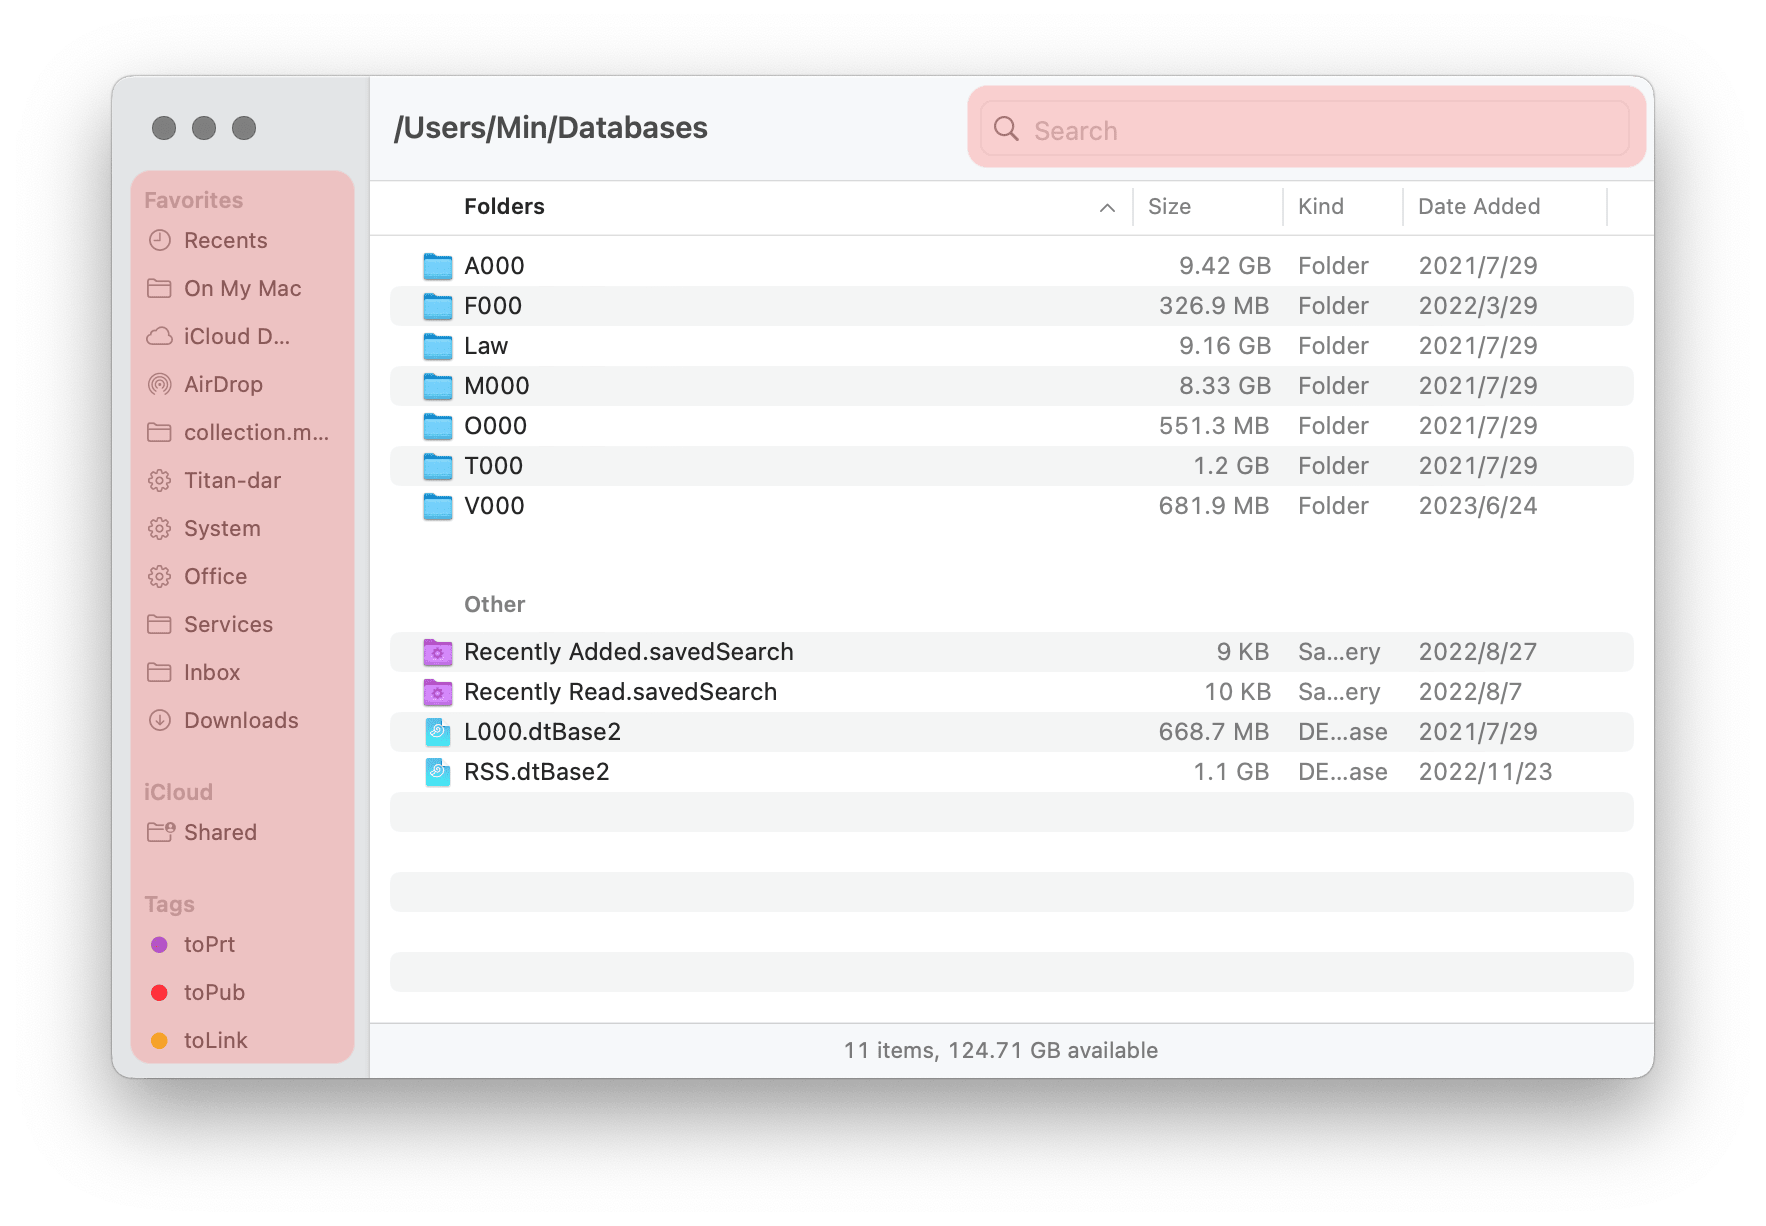 /Users/Min/Databases
Search
Favorites
Recents
On My Mac
iCloud D...
AirDrop
collection.m...
Titan-dar
System
Office
Services
Inbox
Downloads
iCloud
Shared
Tags
toPrt
toPub
toLink
Folders Size Kind Date Added
A000 9.42 GB Folder 2021/7/29
F000 326.9 MB Folder 2022/3/29
Law 9.16 GB Folder 2021/7/29
M000 8.33 GB Folder 2021/7/29
O000 551.3 MB Folder 2021/7/29
T000 1.2 GB Folder 2021/7/29
V000 681.9 MB Folder 2023/6/24
Other
Recently Added.savedSearch 9 KB Sa...ery 2022/8/27
Recently Read.savedSearch 10 KB Sa...ery 2022/8/7
L000.dtBase2 668.7 MB DE...ase 2021/7/29
RSS.dtBase2 1.1 GB DE...ase 2022/11/23
11 items, 124.71 GB available